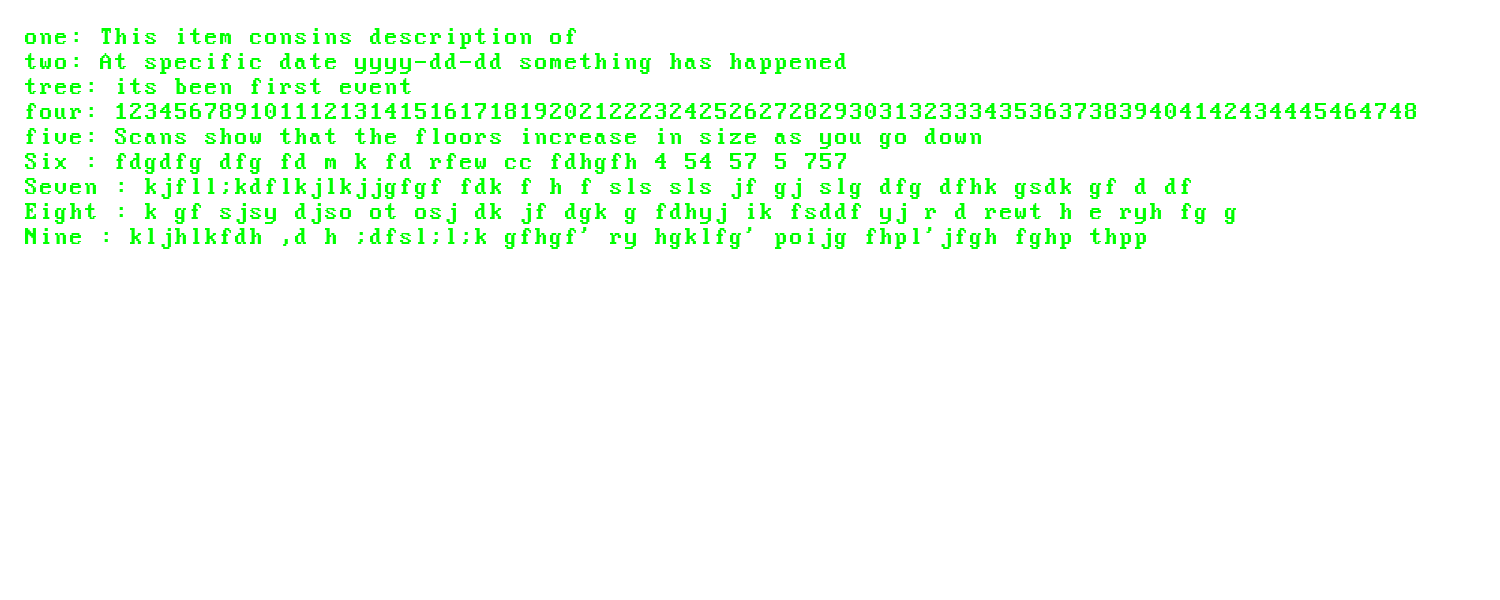 one: This item consins description of
two: At specific date yyyy-dd-dd something has happened
tree: its been first event
four: 123456789101112131415161718192021222324252627282930313233343536373839404142434445464748
five: Scans show that the floors increase in size as you go down
Six : fdgdfg dfg fd m k fd rfew cc fdhgfh 4 54 57 5 757
Seven : kjfll;kdflkjlkjjgfgf fdk f h f sls sls jf gj slg dfg dfhk gsdk gf d df
Eight : k gf sjsy djso ot osj dk jf dgk g fdhyj ik fsddf yj r d rewt h e ryh fg g
Nine : kljhlkfdh ,d h ;dfsl;l;k gfhgf' ry hgklfg' poijg fhpl'jfgh fghp thpp